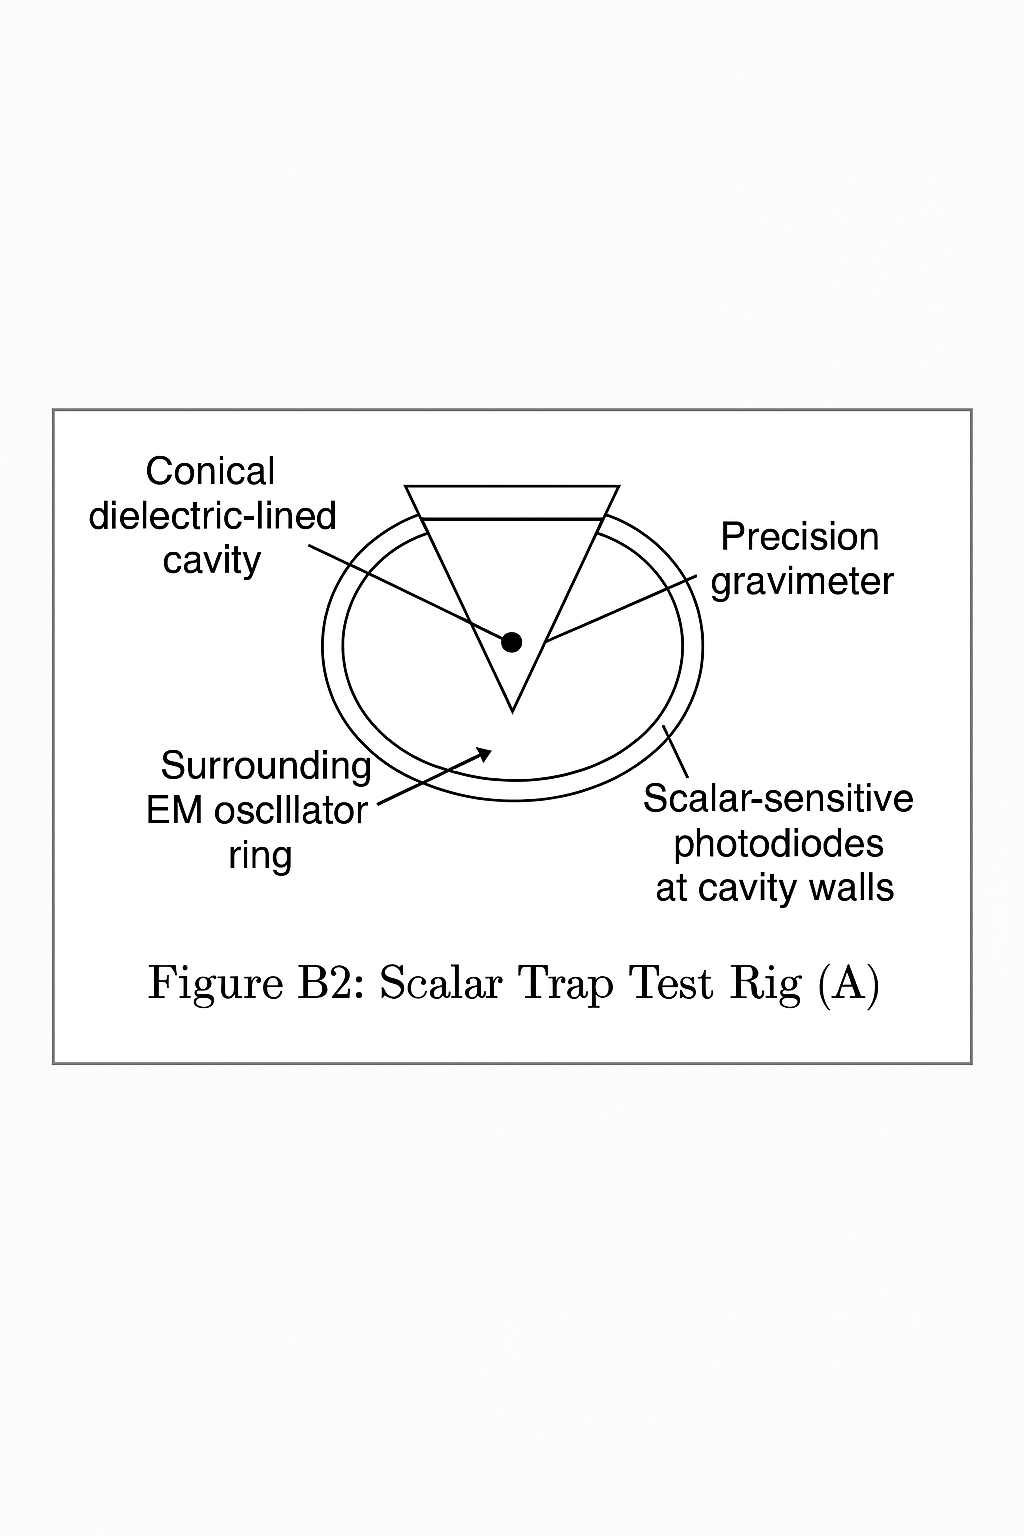 Conical
dielectric-lined
cavity
Precision
gravimeter
Surrounding
EM oscIllator
ring
Scalar-sensitive
photodiodes
at cavity walls
Figure B2: Scalar Trap Test Rig (A)